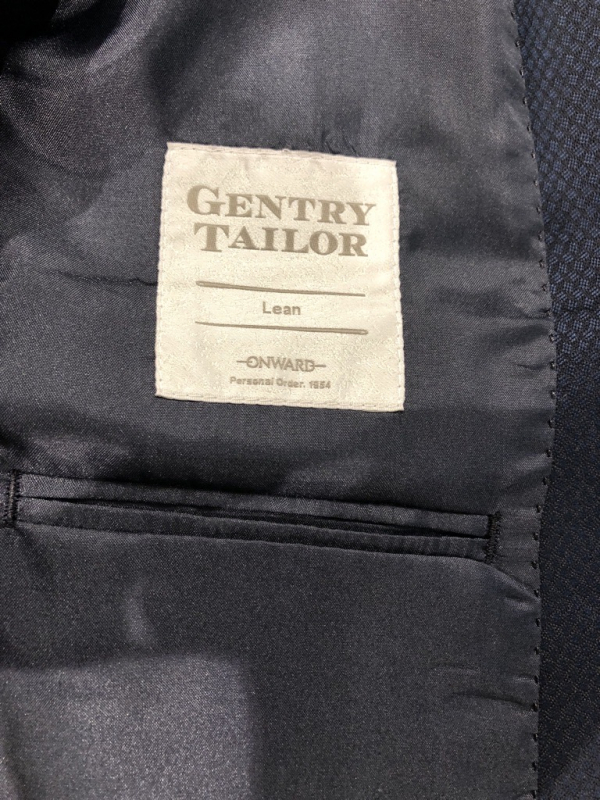 GENTRY
TAILOR
Lean
ONWARD
Personal Order. 1954